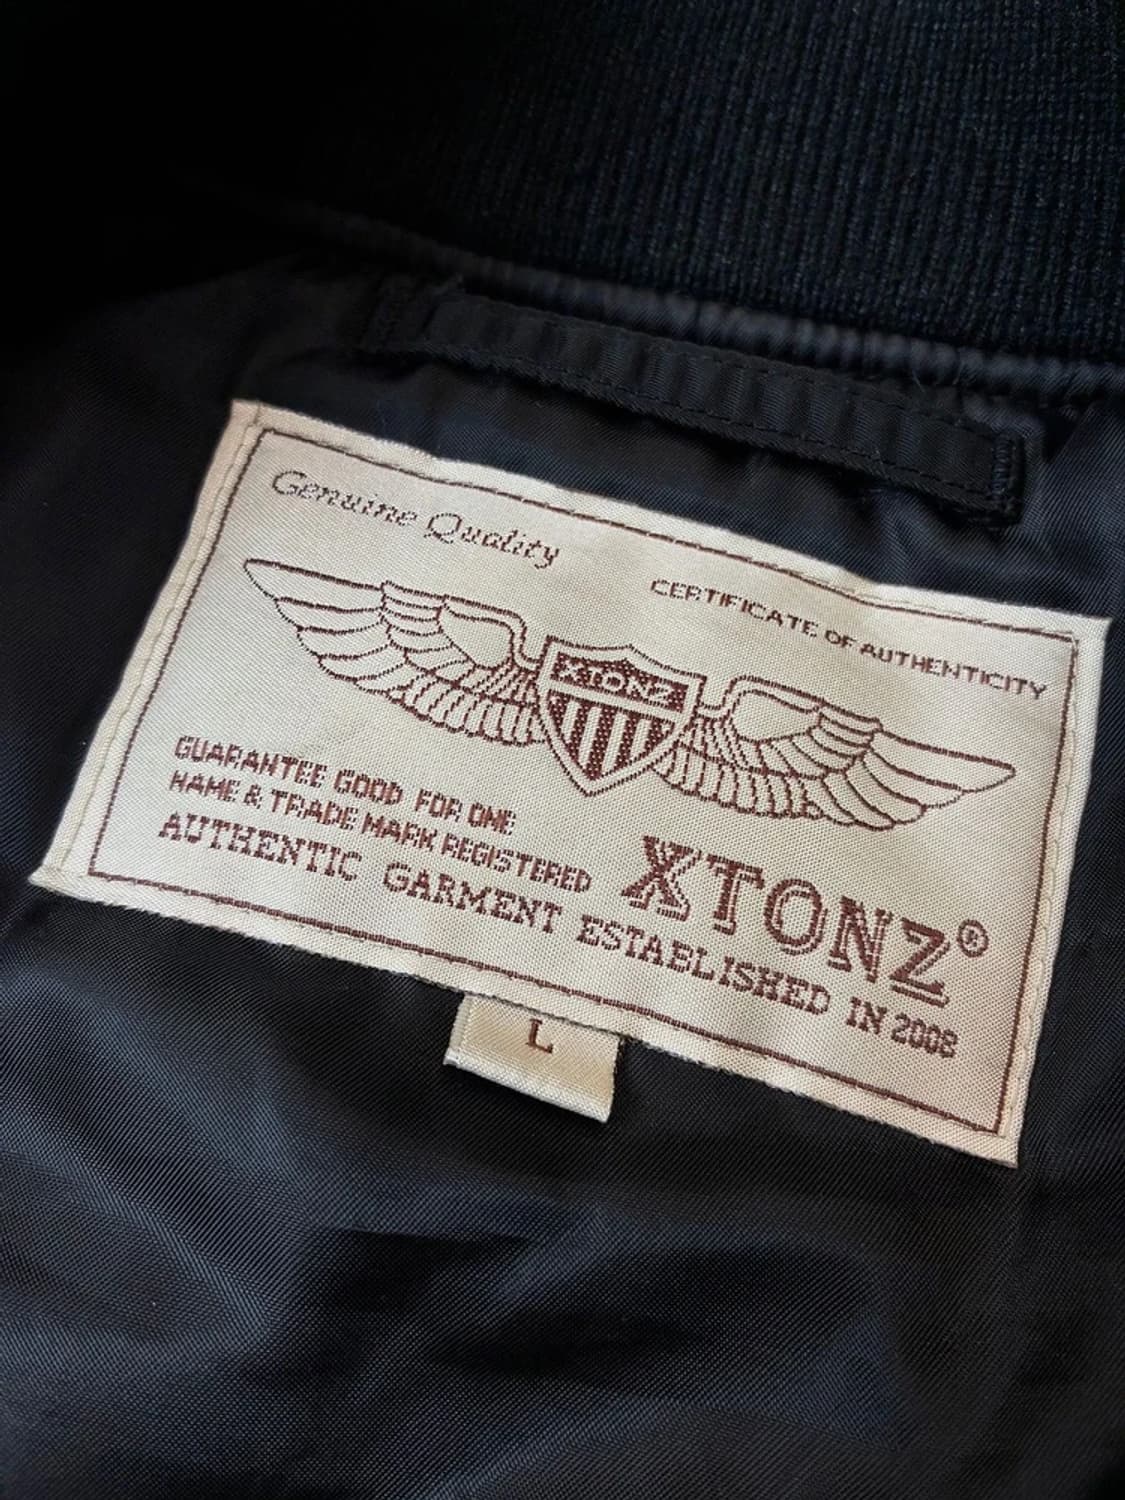 Genuine Quality
CERTIFICATE OF AUTHENTICITY
XTONZ
GUARANTEE GOOD FOR ONE
NAME & TRADE MARK REGISTERED
XTONZ®
AUTHENTIC GARMENT ESTABLISHED IN 2008
L